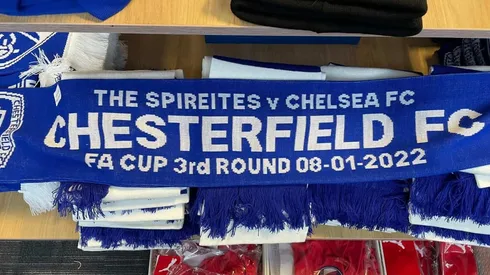 THE SPIREITES v CHELSEA FC
CHESTERFIELD FC
FA CUP 3rd ROUND 08-01-2022